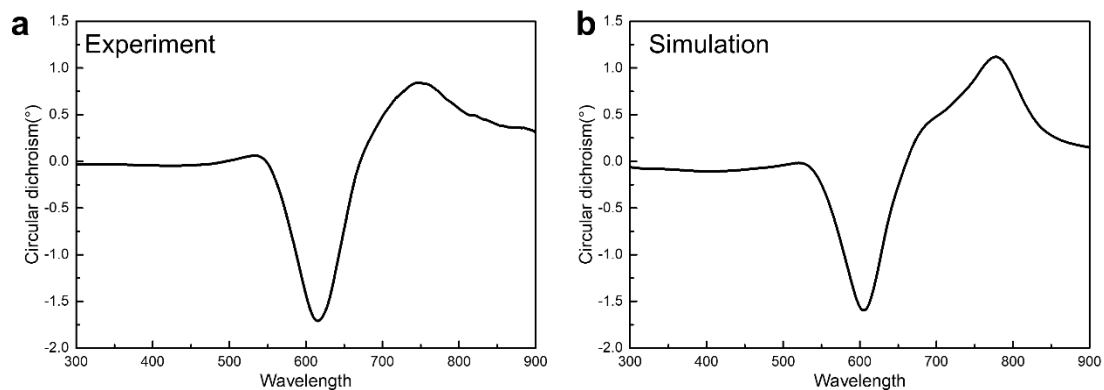 a
Experiment
Circular dichroism(°)
1.5
1.0
0.5
0.0
-0.5
-1.0
-1.5
-2.0
300 400 500 600 700 800 900
Wavelength
b
Simulation
Circular dichroism(°)
1.5
1.0
0.5
0.0
-0.5
-1.0
-1.5
-2.0
300 400 500 600 700 800 900
Wavelength